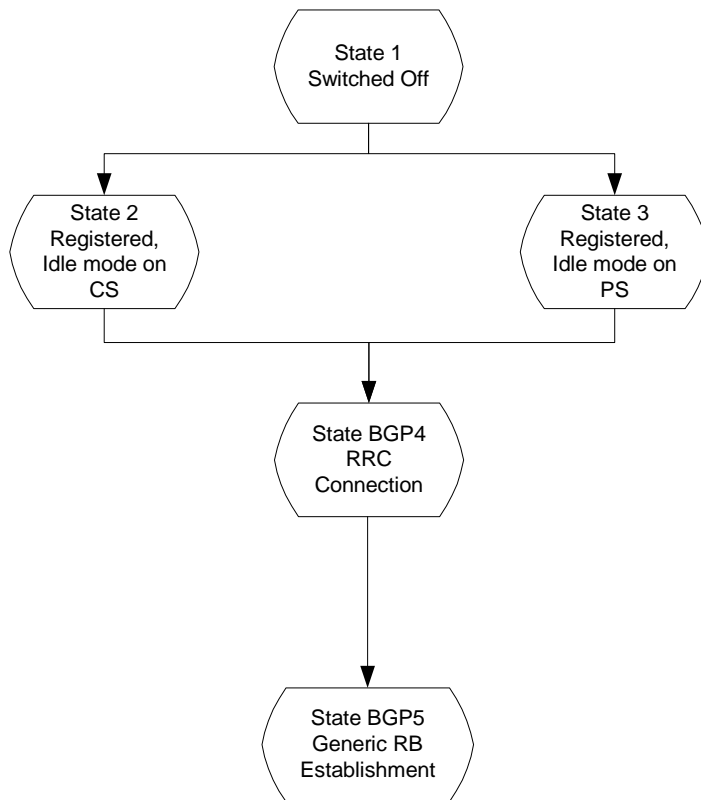 State 1
Switched Off
State 2
Registered,
Idle mode on
CS
State 3
Registered,
Idle mode on
PS
State BGP4
RRC
Connection
State BGP5
Generic RB
Establishment